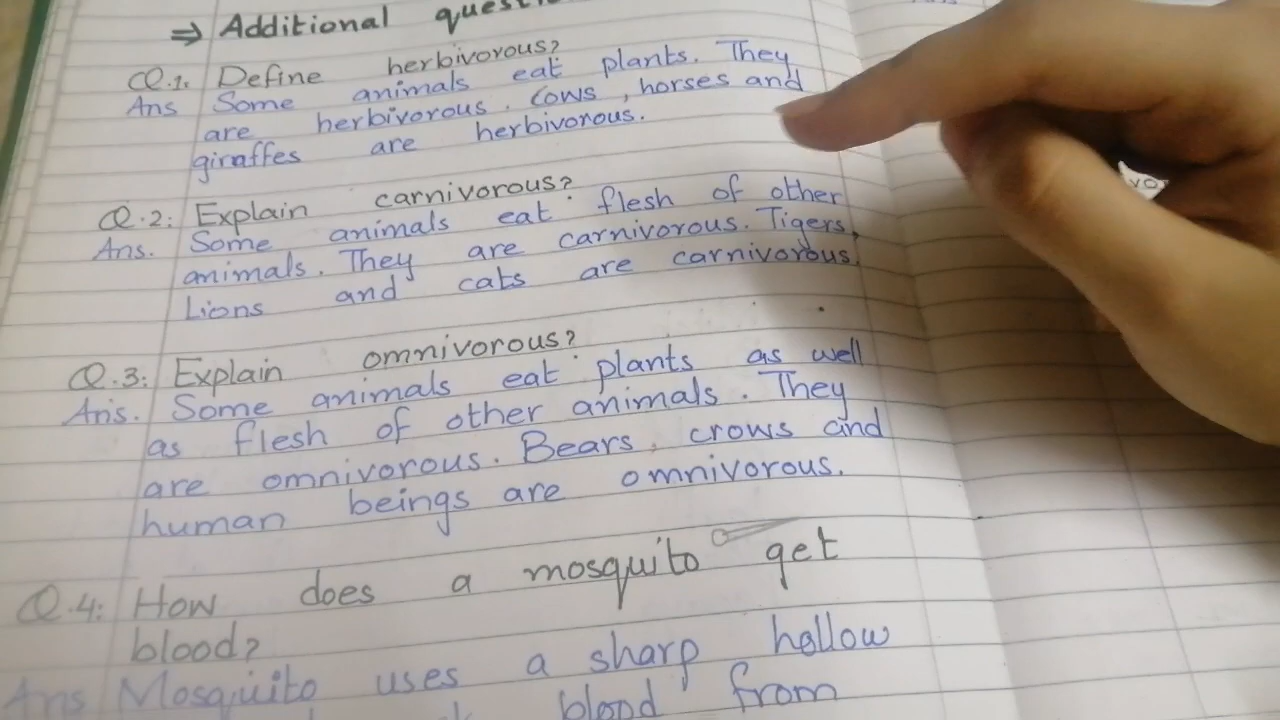 ⇒ Additional
Q.1. Define herbivorous?
Ans Some animals eat plants. They
are herbivorous. Cows, horses and
giraffes are herbivorous.
Q.2: Explain carnivorous?
Ans. Some animals eat flesh of other
animals. They are carnivorous. Tigers,
Lions and cats are carnivorous.
Q.3: Explain omnivorous?
Ans. Some animals eat plants as well
as flesh of other animals. They
are omnivorous. Bears, crows and
human beings are omnivorous.
Q.4: How does a mosquito get
blood?
Ans Mosquito uses a sharp hollow
blood from